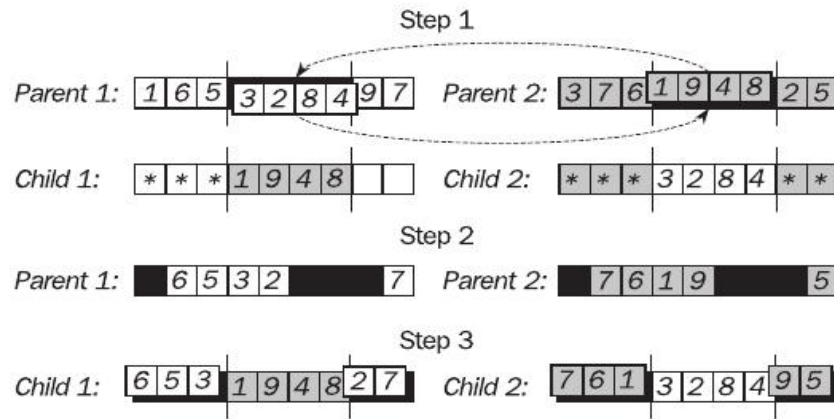 Step 1
Parent 1: 1 6 5 3 2 8 4 9 7 Parent 2: 3 7 6 1 9 4 8 2 5
Child 1: * * * 1 9 4 8 Child 2: * * * 3 2 8 4 * *
Step 2
Parent 1: 6 5 3 2 7 Parent 2: 7 6 1 9 5
Step 3
Child 1: 6 5 3 1 9 4 8 2 7 Child 2: 7 6 1 3 2 8 4 9 5